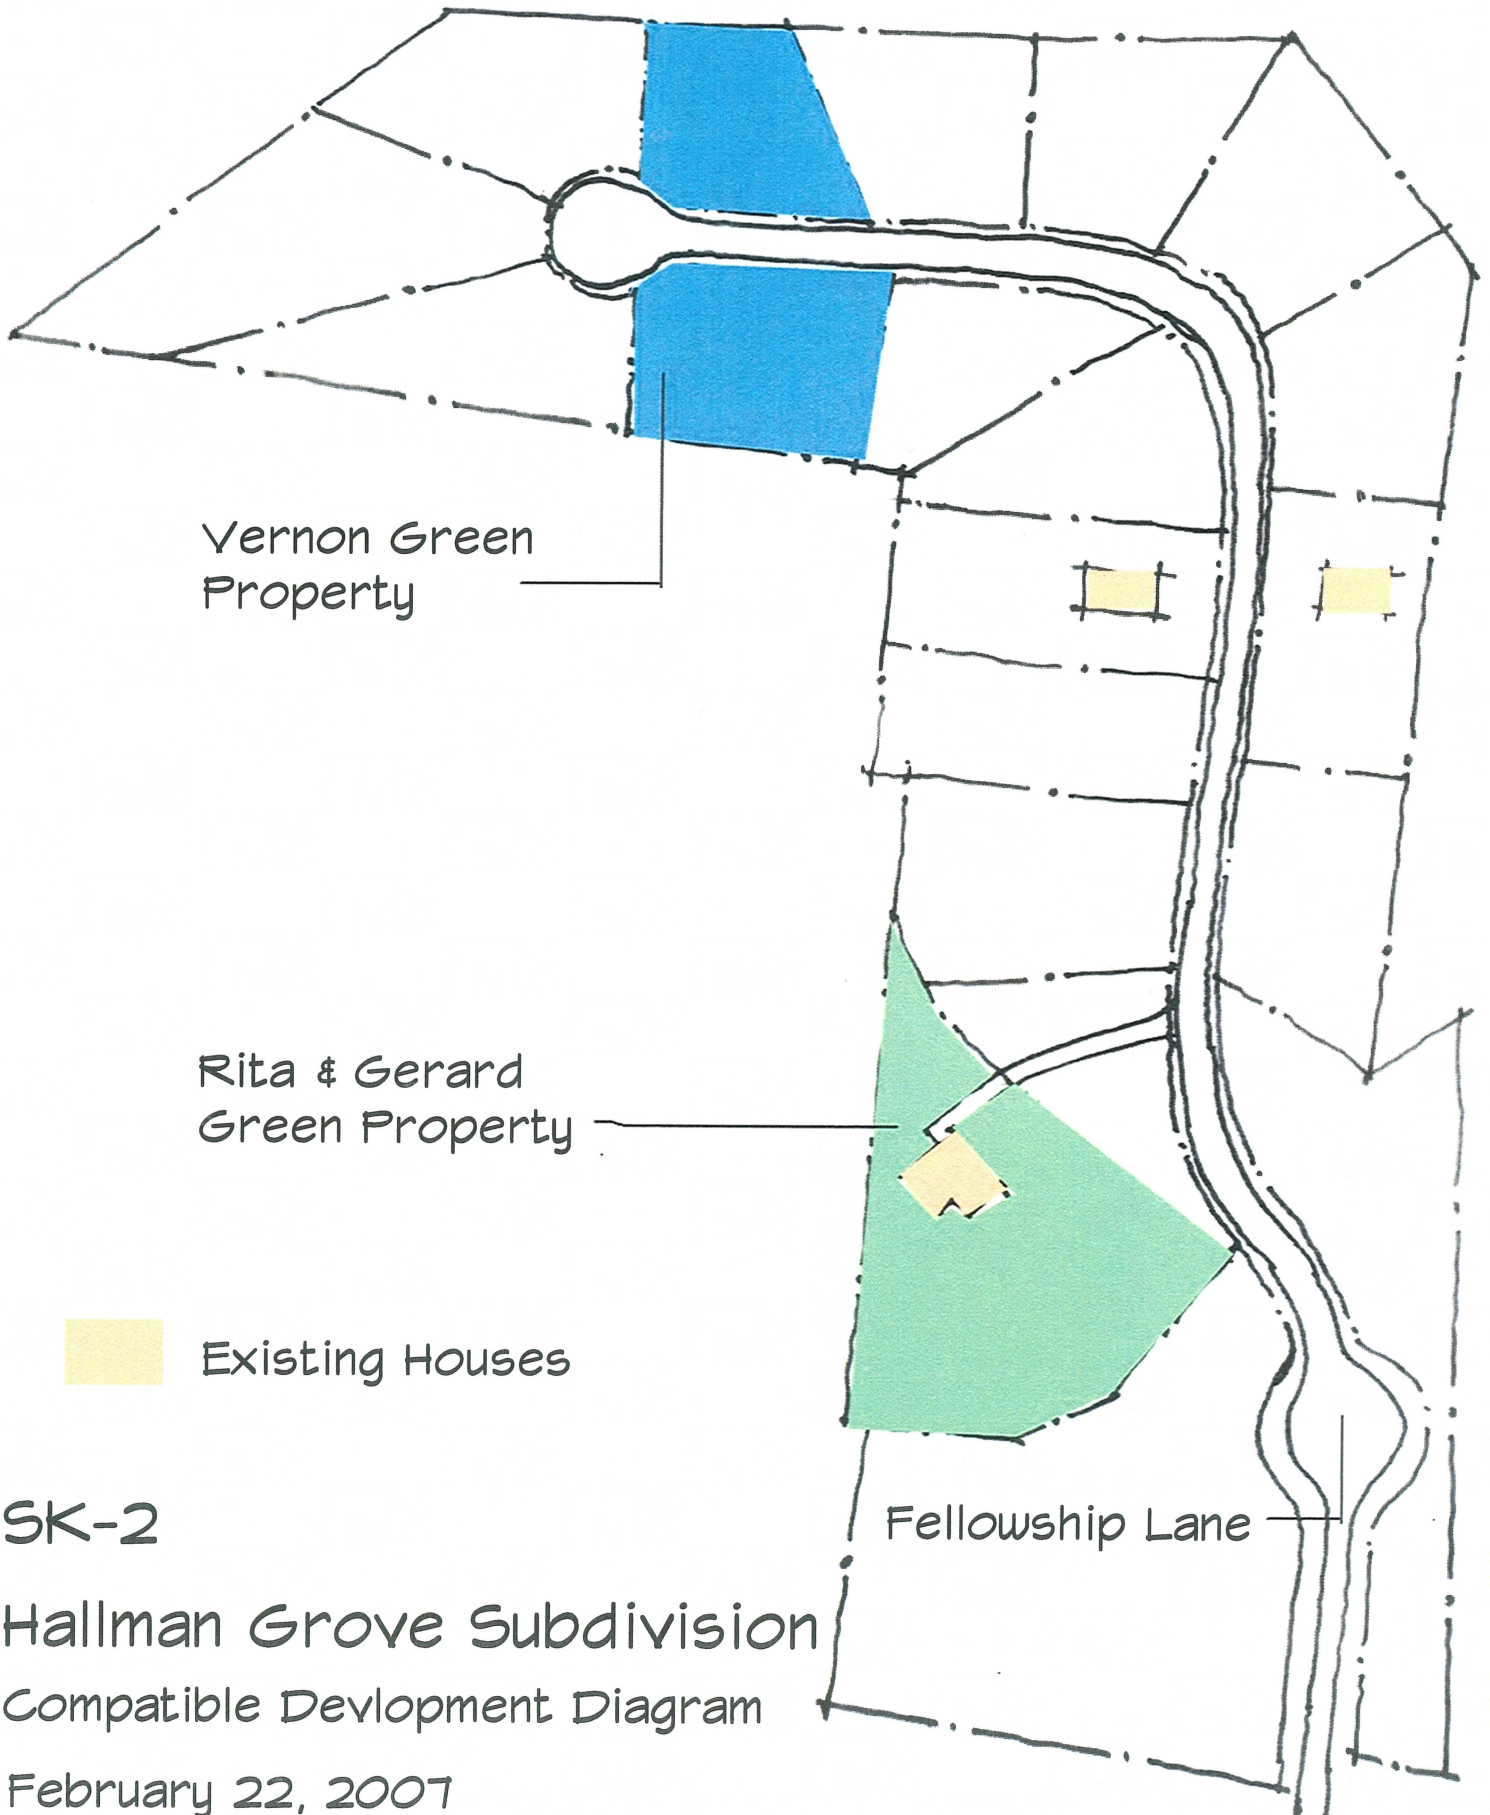 Vernon Green
Property
Rita & Gerard
Green Property
Existing Houses
Fellowship Lane
SK-2
Hallman Grove Subdivision
Compatible Devlopment Diagram
February 22, 2007